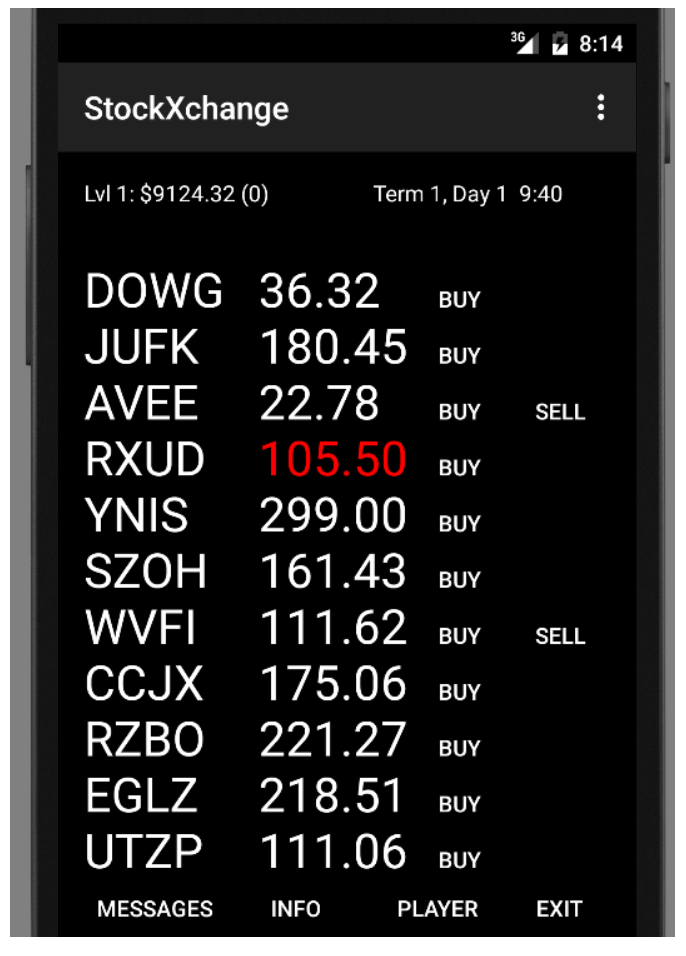 3G 8:14
StockXchange
Lvl 1: $9124.32 (0) Term 1, Day 1 9:40
DOWG 36.32 BUY
JUFK 180.45 BUY
AVEE 22.78 BUY SELL
RXUD 105.50 BUY
YNIS 299.00 BUY
SZOH 161.43 BUY
WVFI 111.62 BUY SELL
CCJX 175.06 BUY
RZBO 221.27 BUY
EGLZ 218.51 BUY
UTZP 111.06 BUY
MESSAGES INFO PLAYER EXIT